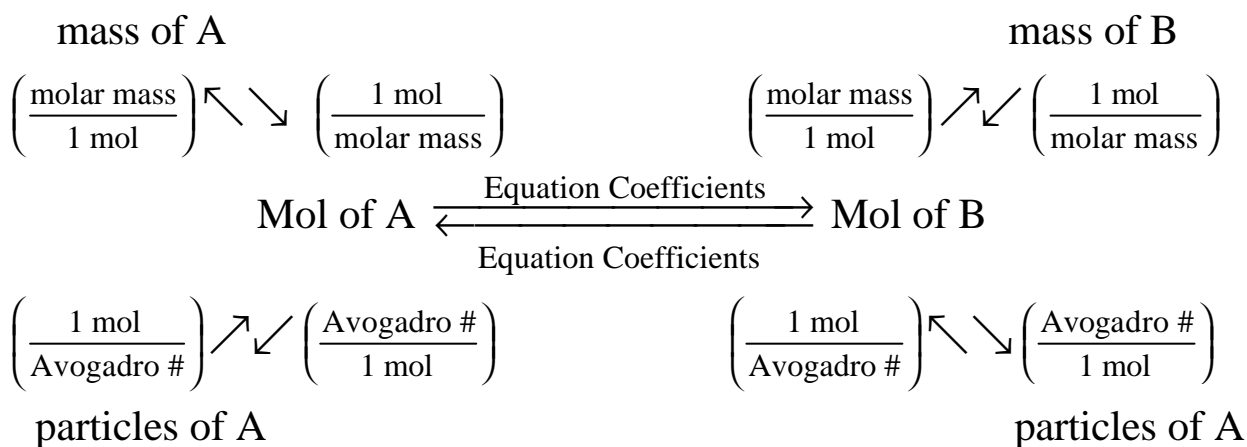 mass of A
mass of B
(molar mass / 1 mol) ↖ ↘ (1 mol / molar mass)
(molar mass / 1 mol) ↗ ↙ (1 mol / molar mass)
Equation Coefficients
Mol of A ⇄ Mol of B
Equation Coefficients
(1 mol / Avogadro #) ↗ ↙ (Avogadro # / 1 mol)
(1 mol / Avogadro #) ↖ ↘ (Avogadro # / 1 mol)
particles of A
particles of A